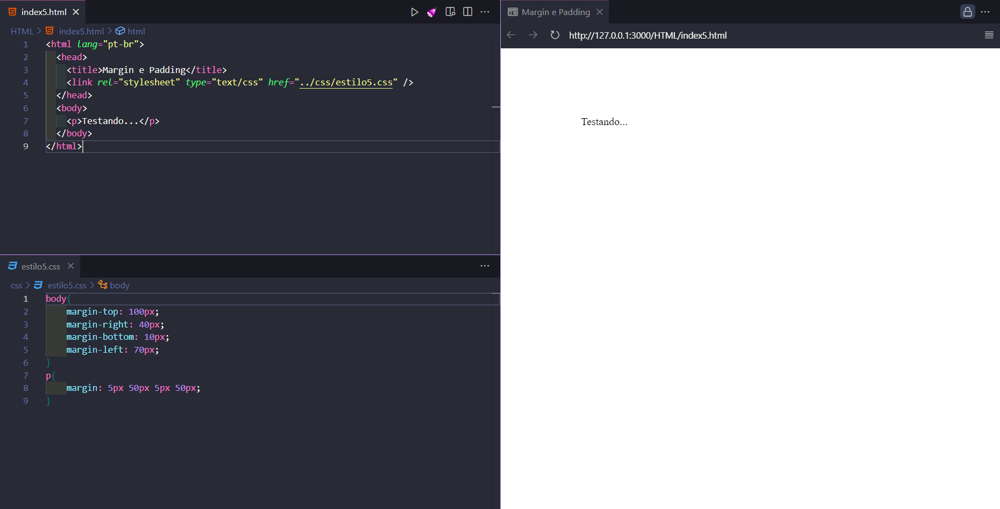 index5.html
HTML > index5.html > html
1 <html lang="pt-br">
2 <head>
3 <title>Margin e Padding</title>
4 <link rel="stylesheet" type="text/css" href="../css/estilo5.css" />
5 </head>
6 <body>
7 <p>Testando...</p>
8 </body>
9 </html>
estilo5.css
css > estilo5.css > body
1 body{
2 margin-top: 100px;
3 margin-right: 40px;
4 margin-bottom: 10px;
5 margin-left: 70px;
6 }
7 p{
8 margin: 5px 50px 5px 50px;
9 }
Margin e Padding
http://127.0.0.1:3000/HTML/index5.html
Testando...